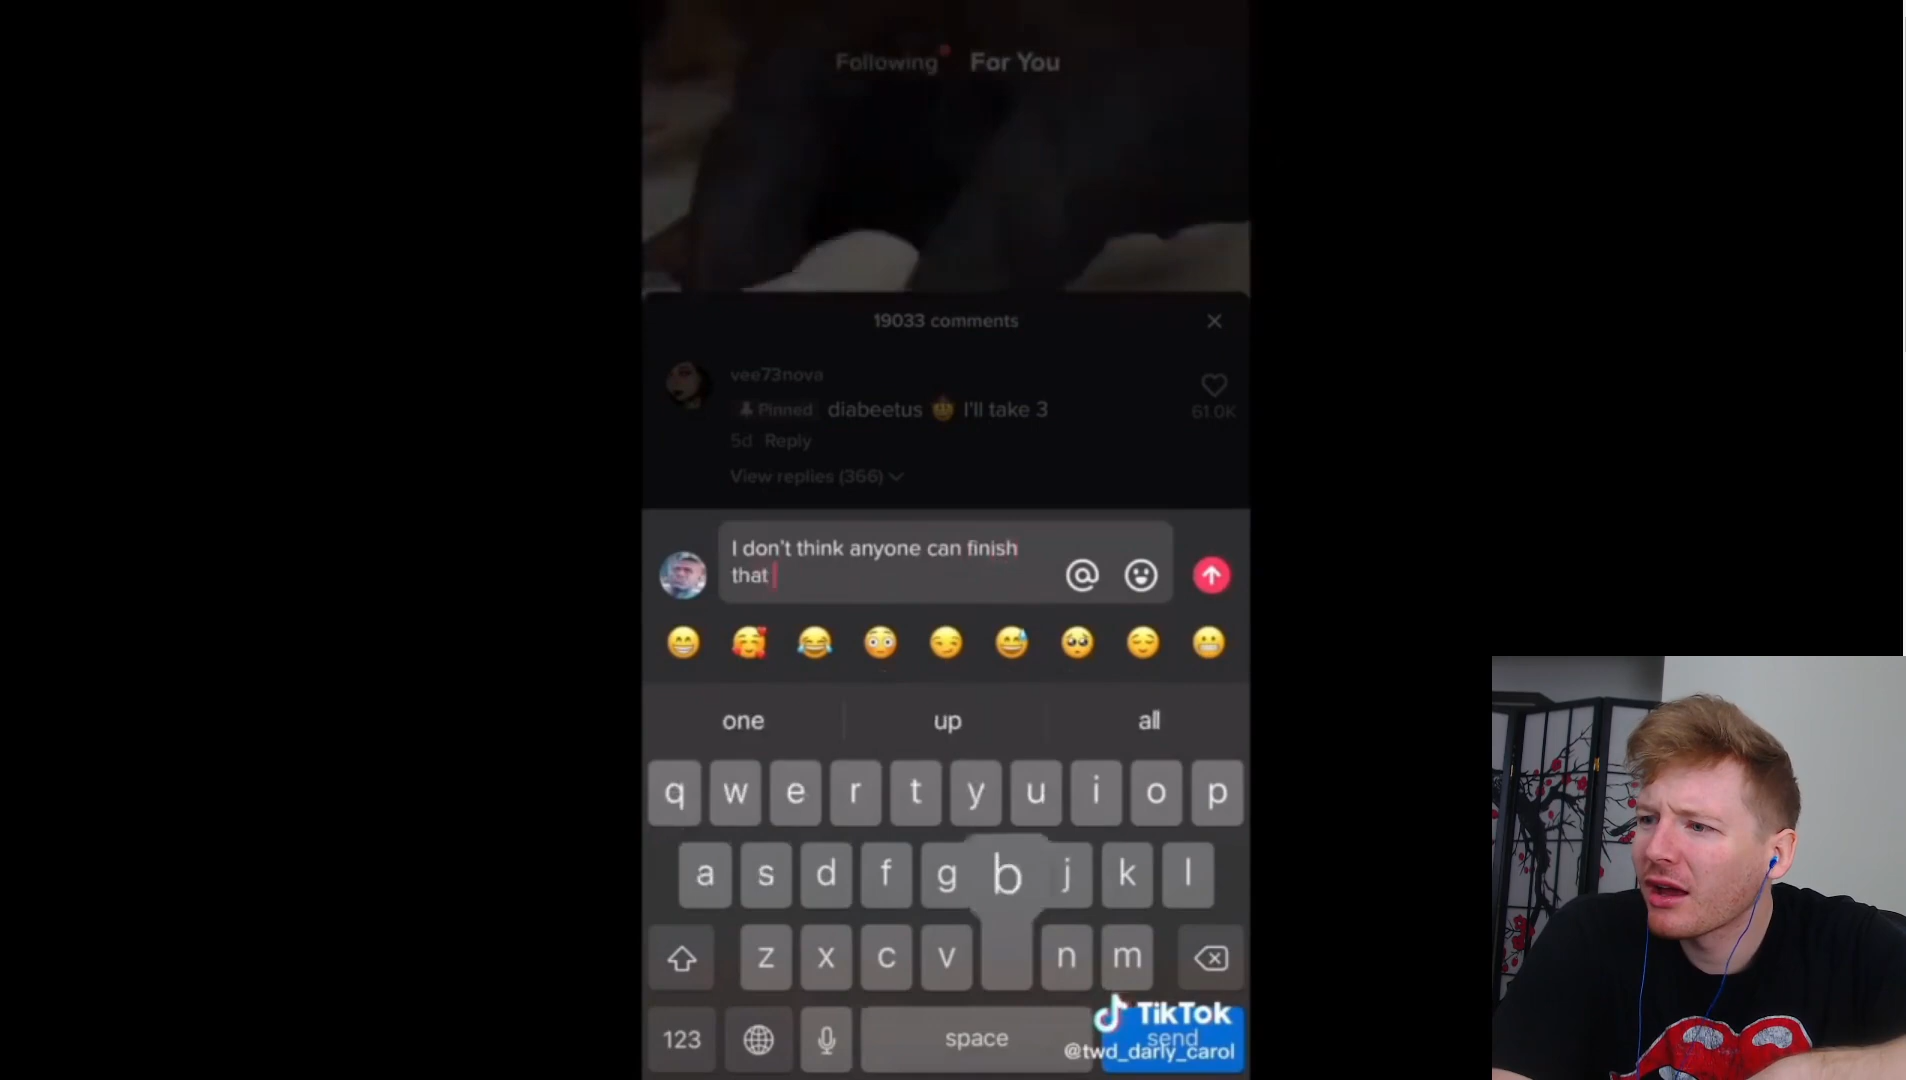 Following For You
19033 comments
vee73nova
Pinned diabeetus 🤩 I'll take 3
61.0K
5d Reply
View replies (366)
I don't think anyone can finish
that
one up all
q w e r t y u i o p
a s d f g b j k l
z x c v n m
123 space send
TikTok
@twd_darly_carol